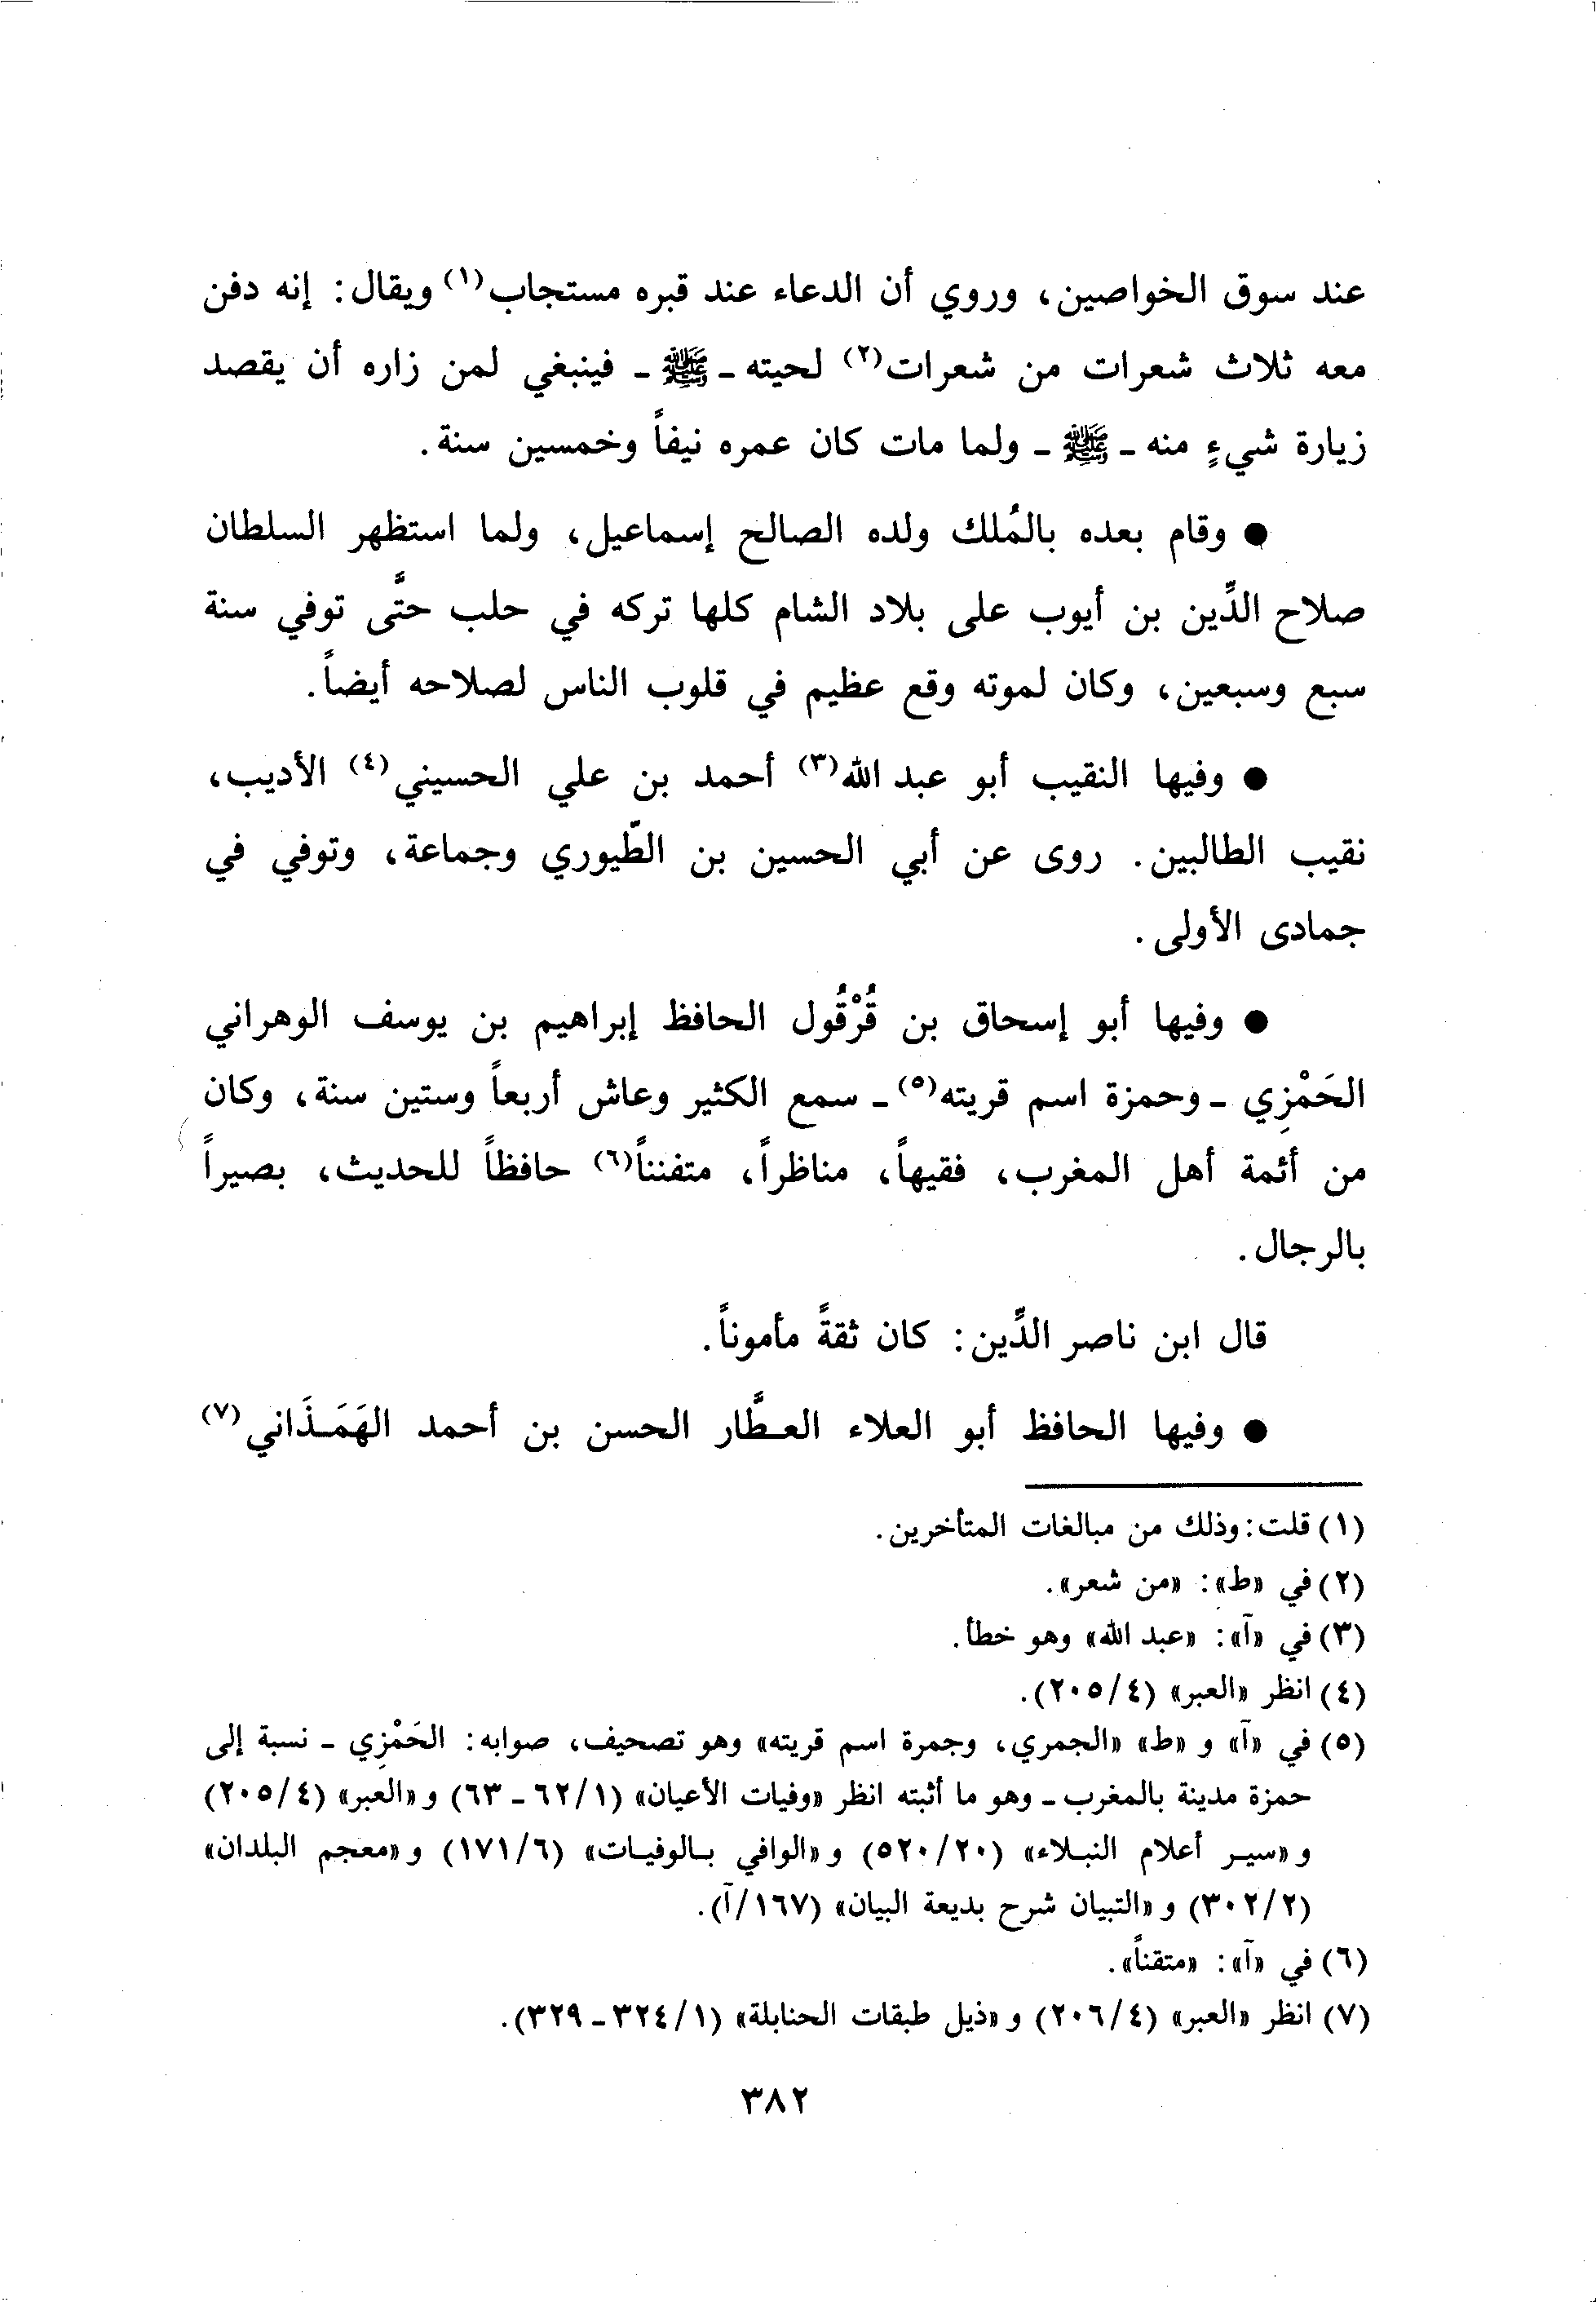 عند سوق الخواصين، وروي أن الدعاء عند قبره مستجاب(١) ويقال: إنه دفن
معه ثلاث شعرات من شعرات(٢) لحيته - ﷺ - فينبغي لمن زاره أن يقصد
زيارة شيءٍ منه - ﷺ - ولما مات كان عمره نيفاً وخمسين سنة.
● وقام بعده بالمُلك ولده الصالح إسماعيل، ولما استظهر السلطان
صلاح الدِّين بن أيوب على بلاد الشام كلها تركه في حلب حتَّى توفي سنة
سبع وسبعين، وكان لموته وقع عظيم في قلوب الناس لصلاحه أيضاً.
● وفيها النقيب أبو عبد الله(٣) أحمد بن علي الحسيني(٤) الأديب،
نقيب الطالبين. روى عن أبي الحسين بن الطّيوري وجماعة، وتوفي في
جمادى الأولى.
● وفيها أبو إسحاق بن قُرْقُول الحافظ إبراهيم بن يوسف الوهراني
الحَمْزِي - وحمزة اسم قريته(٥) - سمع الكثير وعاش أربعاً وستين سنة، وكان
من أئمة أهل المغرب، فقيهاً، مناظراً، متفنناً(٦) حافظاً للحديث، بصيراً
بالرجال.
قال ابن ناصر الدِّين: كان ثقةً مأموناً.
● وفيها الحافظ أبو العلاء العطَّار الحسن بن أحمد الهَمَذَاني(٧)
(١) قلت: وذلك من مبالغات المتأخرين.
(٢) في «ط»: «من شعر».
(٣) في «آ»: «عبد الله» وهو خطأ.
(٤) انظر «العبر» (٤/٢٠٥).
(٥) في «آ» و «ط» «الجمري، وجمرة اسم قريته» وهو تصحيف، صوابه: الحَمْزِي - نسبة إلى
حمزة مدينة بالمغرب - وهو ما أثبته انظر «وفيات الأعيان» (١/٦٢ - ٦٣) و «العبر» (٤/٢٠٥)
و «سير أعلام النبلاء» (٢٠/٥٢٠) و «الوافي بالوفيات» (٦/١٧١) و «معجم البلدان»
(٢/٣٠٢) و «التبيان شرح بديعة البيان» (١٦٧/آ).
(٦) في «آ»: «متقناً».
(٧) انظر «العبر» (٤/٢٠٦) و «ذيل طبقات الحنابلة» (١/٣٢٤ - ٣٢٩).
٣٨٢